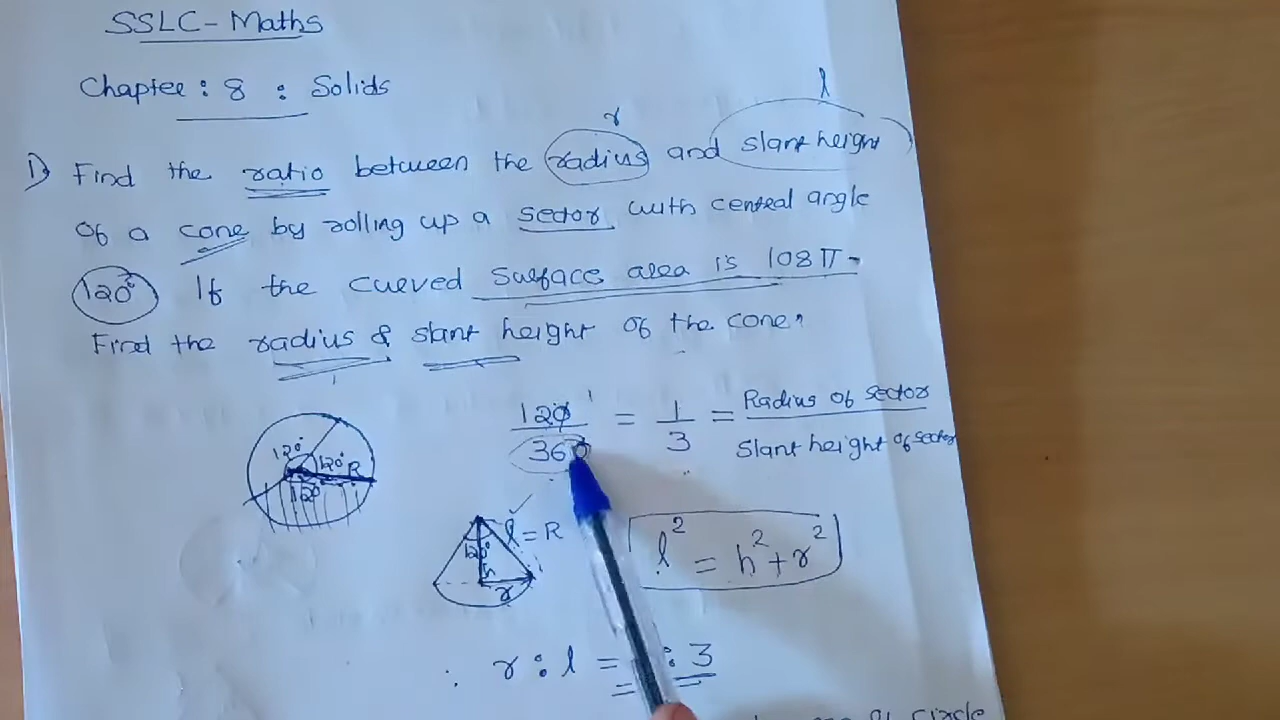 SSLC - Maths
Chapter : 8 : Solids
l
r
1) Find the ratio between the radius and slant height
of a cone by rolling up a sector with central angle
120° If the curved surface area is 108π.
Find the radius & slant height of the cone.
120/360 = 1/3 = Radius of sector / Slant height of sector
1
120° 120° R
120°
l = R
120°
h
r
l² = h² + r²
∴ r : l = : 3
circle